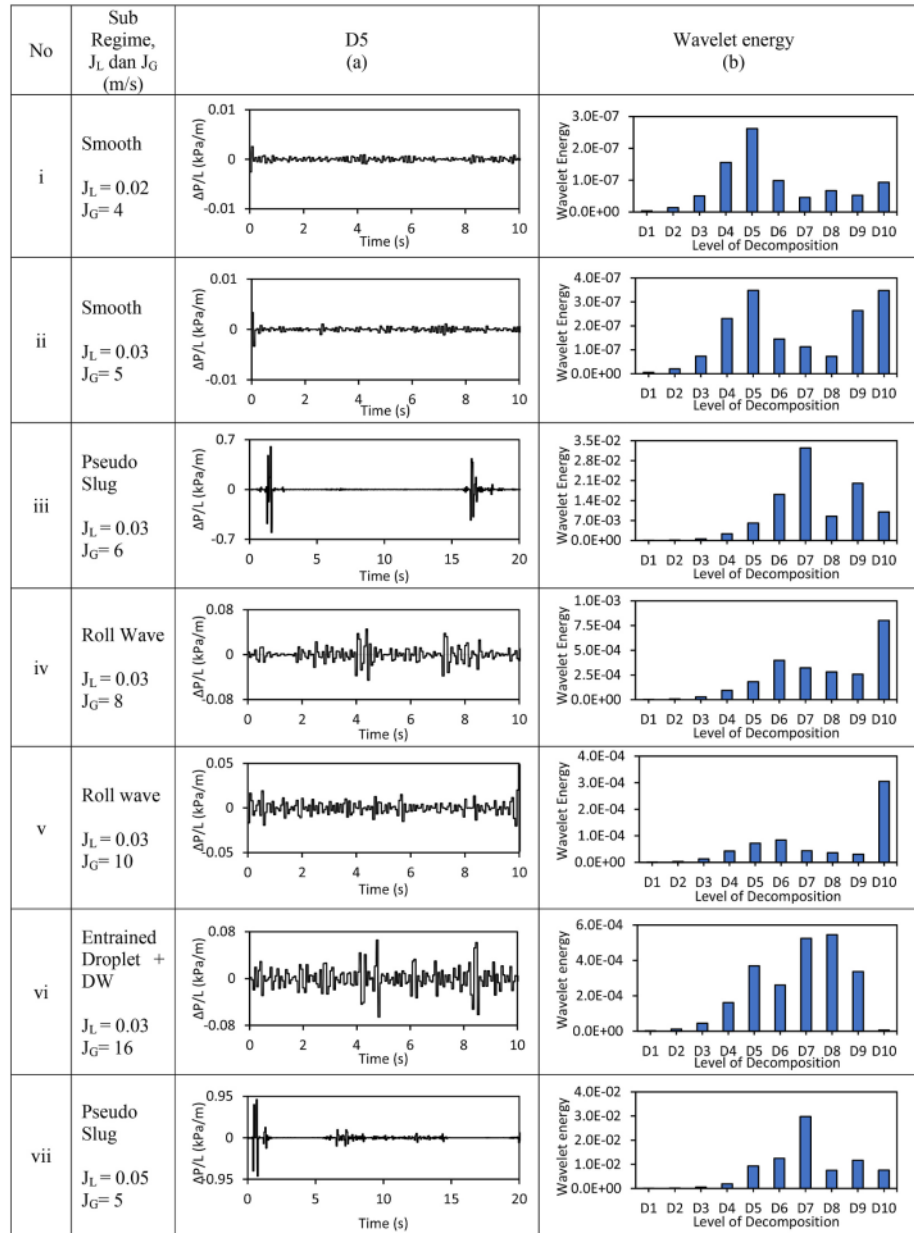 No
Sub
Regime,
JL dan JG
(m/s)
D5
(a)
Wavelet energy
(b)
i
Smooth
JL = 0.02
JG= 4
ΔP/L (kPa/m)
0.01
0
-0.01
0 2 4 6 8 10
Time (s)
Wavelet Energy
3.0E-07
2.0E-07
1.0E-07
0.0E+00
D1 D2 D3 D4 D5 D6 D7 D8 D9 D10
Level of Decomposition
ii
Smooth
JL = 0.03
JG= 5
ΔP/L (kPa/m)
0.01
0
-0.01
0 2 4 6 8 10
Time (s)
Wavelet Energy
4.0E-07
3.0E-07
2.0E-07
1.0E-07
0.0E+00
D1 D2 D3 D4 D5 D6 D7 D8 D9 D10
Level of Decomposition
iii
Pseudo
Slug
JL = 0.03
JG= 6
ΔP/L (kPa/m)
0.7
0
-0.7
0 5 10 15 20
Time (s)
Wavelet Energy
3.5E-02
2.8E-02
2.1E-02
1.4E-02
7.0E-03
0.0E+00
D1 D2 D3 D4 D5 D6 D7 D8 D9 D10
Level of Decomposition
iv
Roll Wave
JL = 0.03
JG= 8
ΔP/L (kPa/m)
0.08
0
-0.08
0 2 4 6 8 10
Time (s)
Wavelet Energy
1.0E-03
7.5E-04
5.0E-04
2.5E-04
0.0E+00
D1 D2 D3 D4 D5 D6 D7 D8 D9 D10
Level of Decomposition
v
Roll wave
JL = 0.03
JG= 10
ΔP/L (kPa/m)
0.05
0
-0.05
0 2 4 6 8 10
Time (s)
Wavelet Energy
4.0E-04
3.0E-04
2.0E-04
1.0E-04
0.0E+00
D1 D2 D3 D4 D5 D6 D7 D8 D9 D10
Level of Decomposition
vi
Entrained
Droplet +
DW
JL = 0.03
JG= 16
ΔP/L (kPa/m)
0.08
0
-0.08
0 2 4 6 8 10
Time (s)
Wavelet energy
6.0E-04
4.0E-04
2.0E-04
0.0E+00
D1 D2 D3 D4 D5 D6 D7 D8 D9 D10
Level of Decomposition
vii
Pseudo
Slug
JL = 0.05
JG= 5
ΔP/L (kPa/m)
0.95
0
-0.95
0 5 10 15 20
Time (s)
Wavelet energy
4.0E-02
3.0E-02
2.0E-02
1.0E-02
0.0E+00
D1 D2 D3 D4 D5 D6 D7 D8 D9 D10
Level of Decomposition